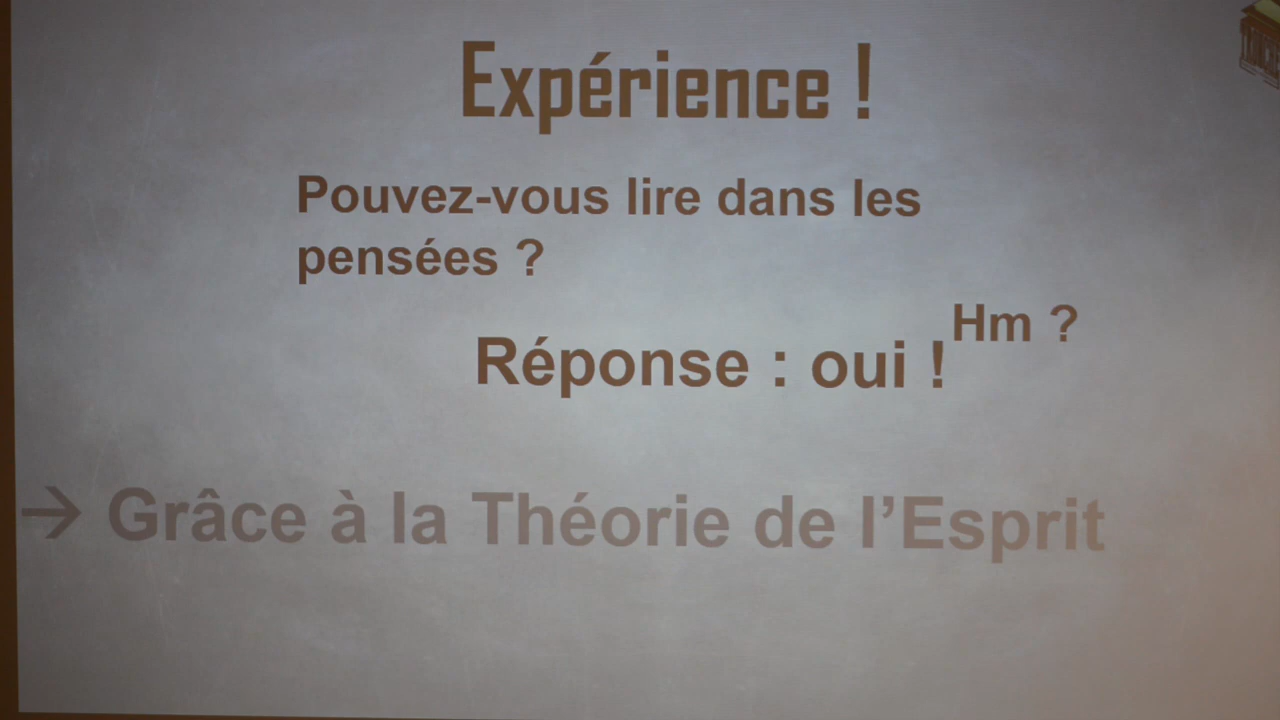 Expérience !
Pouvez-vous lire dans les
pensées ?
Hm ?
Réponse : oui !
→ Grâce à la Théorie de l'Esprit